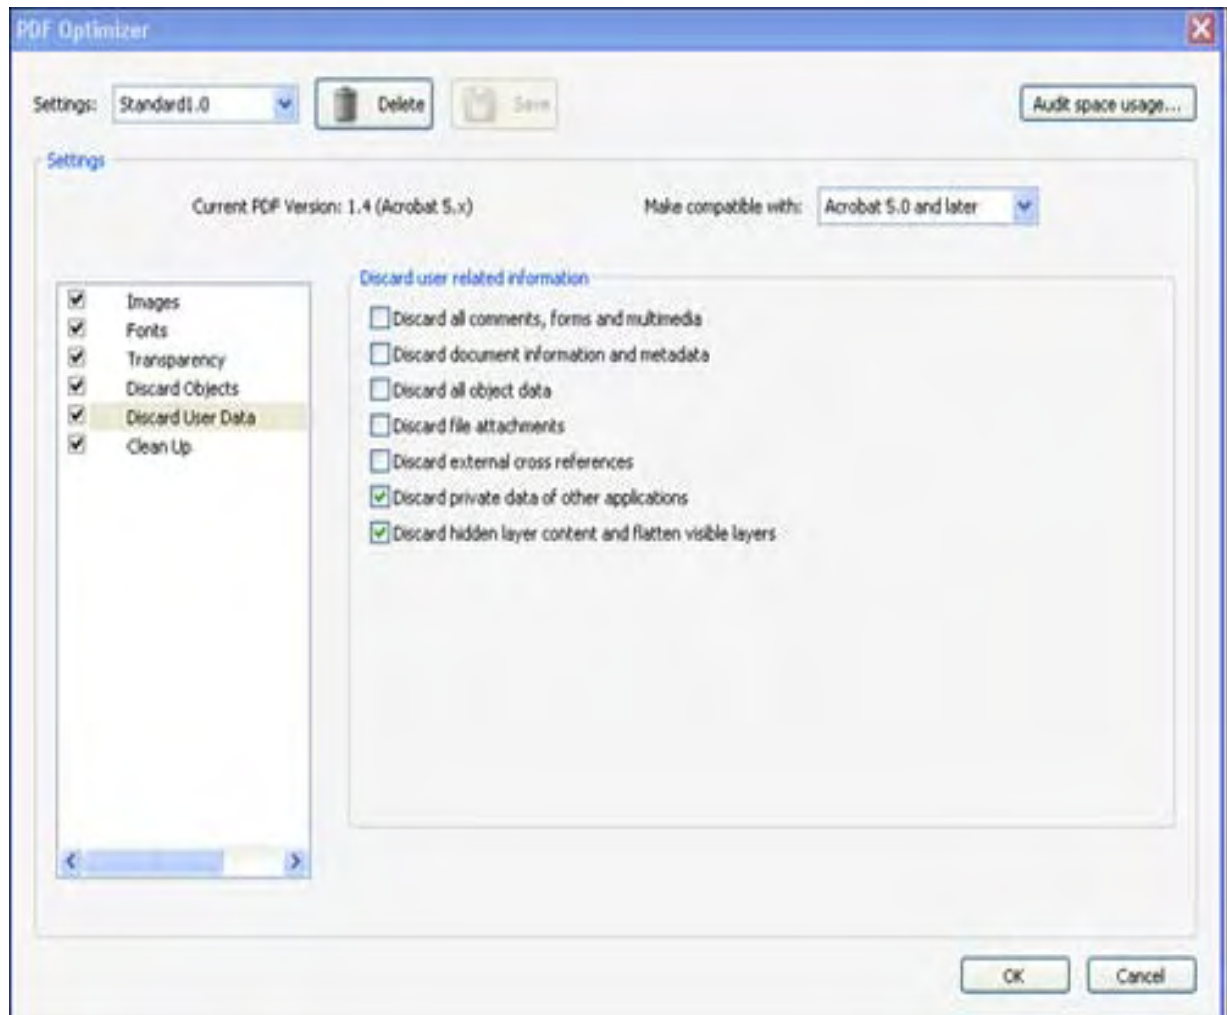 PDF Optimizer
Settings: Standard1.0 Delete Save Audit space usage...
Settings
Current PDF Version: 1.4 (Acrobat 5.x) Make compatible with: Acrobat 5.0 and later
Discard user related information
Images
Fonts
Transparency
Discard Objects
Discard User Data
Clean Up
Discard all comments, forms and multimedia
Discard document information and metadata
Discard all object data
Discard file attachments
Discard external cross references
Discard private data of other applications
Discard hidden layer content and flatten visible layers
OK Cancel